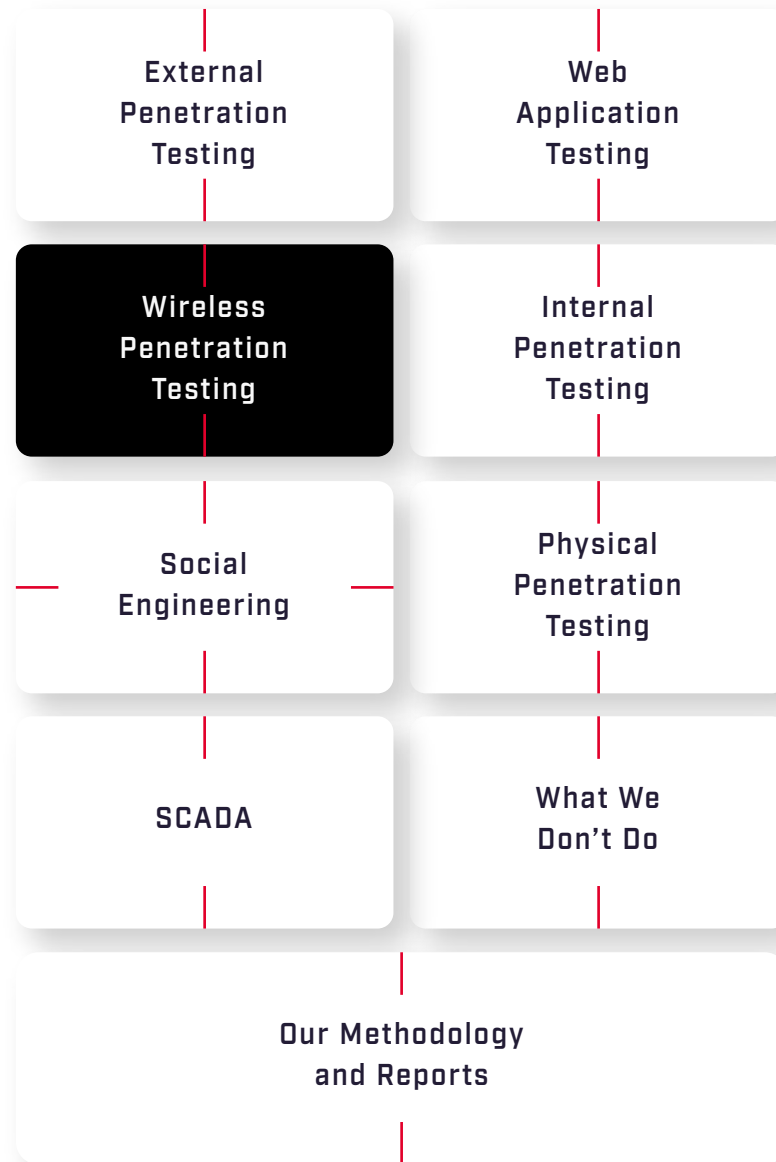 External
Penetration
Testing
Web
Application
Testing
Wireless
Penetration
Testing
Internal
Penetration
Testing
Social
Engineering
Physical
Penetration
Testing
SCADA
What We
Don’t Do
Our Methodology
and Reports